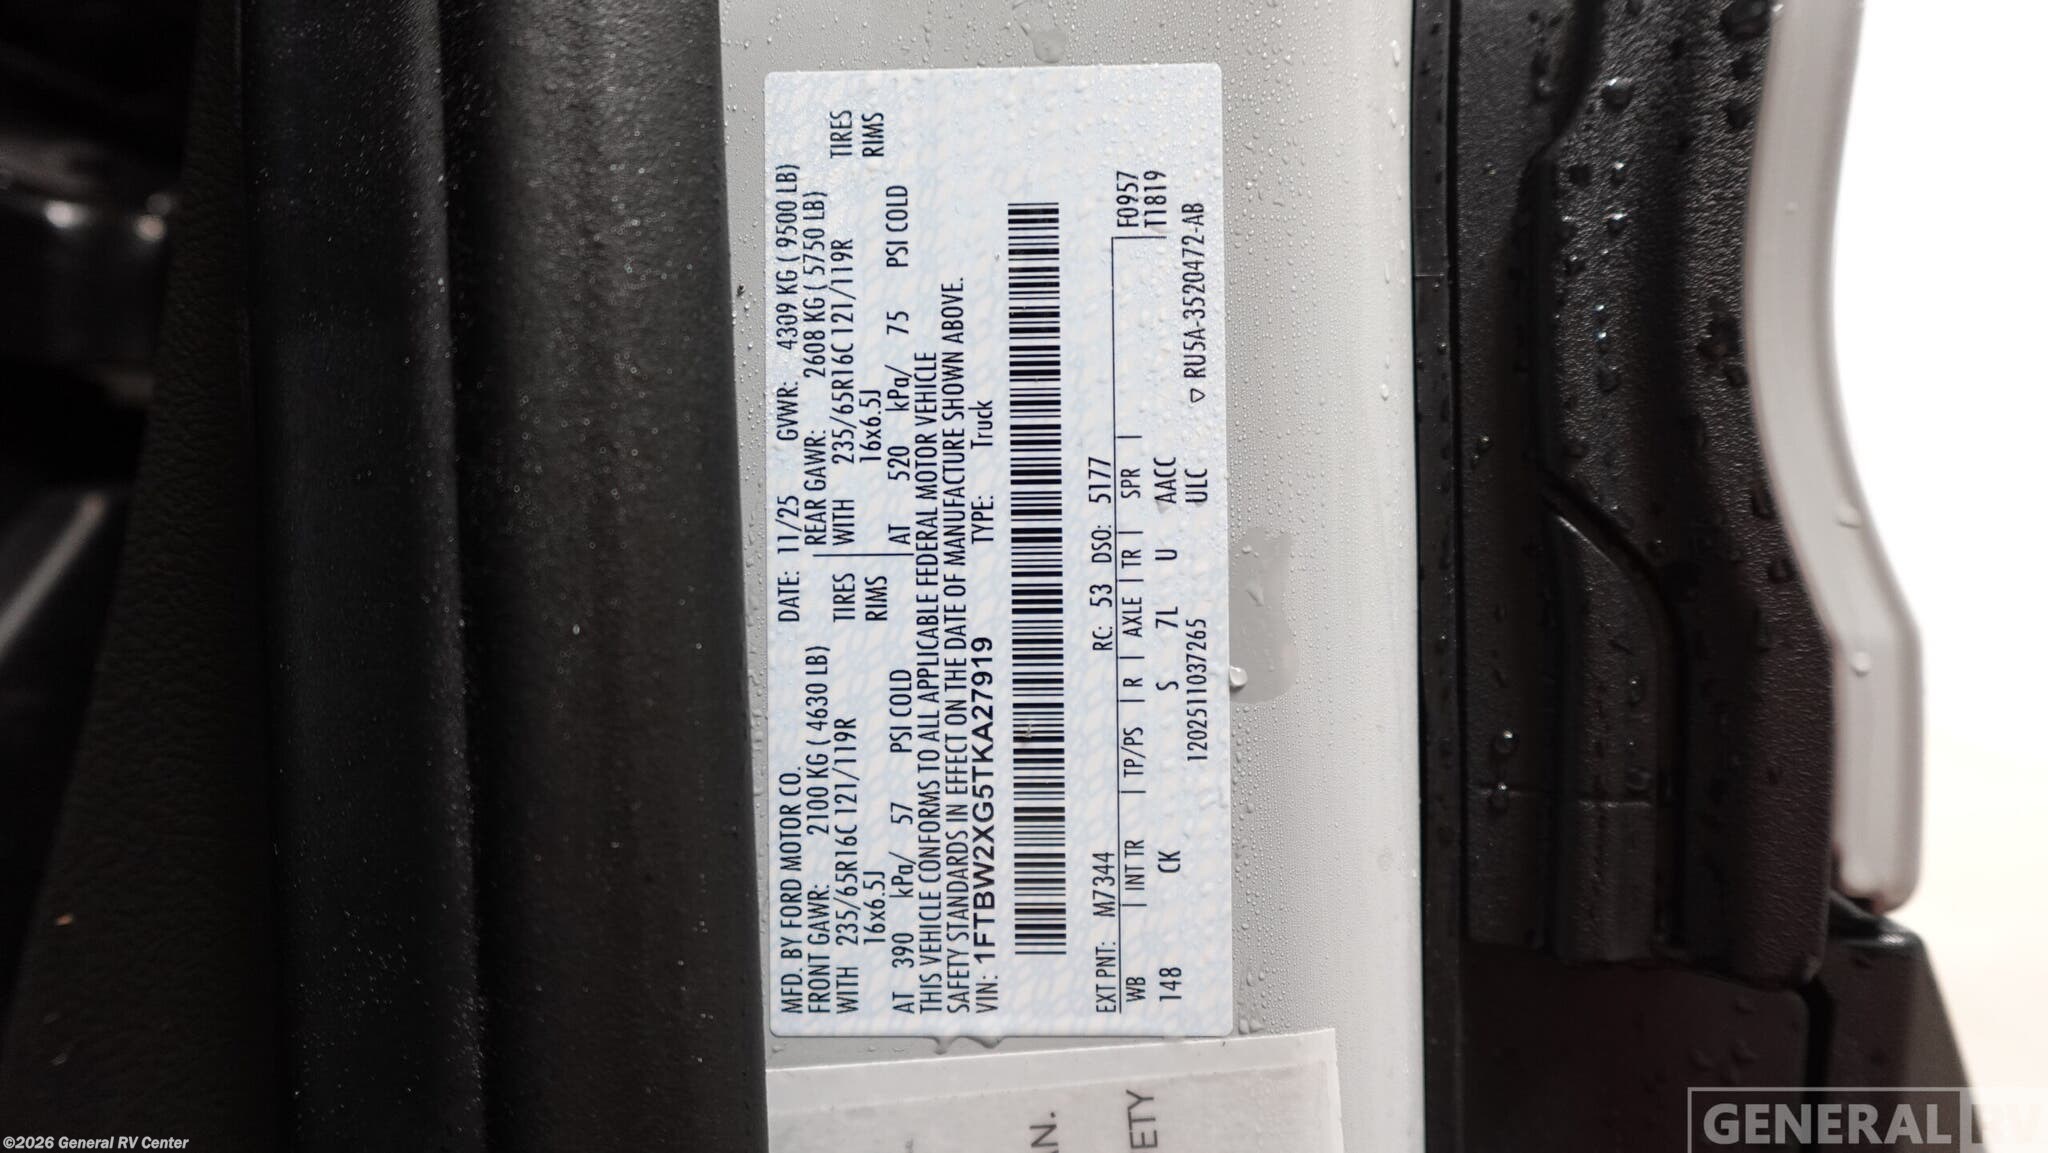 MFD. BY FORD MOTOR CO. DATE: 11/25 GVWR: 4309 KG ( 9500 LB)
FRONT GAWR: 2100 KG ( 4630 LB) REAR GAWR: 2608 KG ( 5750 LB)
WITH 235/65R16C 121/119R TIRES WITH 235/65R16C 121/119R TIRES
16x6.5J RIMS 16x6.5J RIMS
AT 390 kPa/ 57 PSI COLD AT 520 kPa/ 75 PSI COLD
THIS VEHICLE CONFORMS TO ALL APPLICABLE FEDERAL MOTOR VEHICLE
SAFETY STANDARDS IN EFFECT ON THE DATE OF MANUFACTURE SHOWN ABOVE.
VIN: 1FTBW2XG5TKA27919 TYPE: Truck
EXT PNT: M7344 RC: 53 DSO: 5177
WB INT TR TP/PS R AXLE TR SPR F0957
148 CK S 7L U AACC T1819
1202511037265 ULC ▽ RU5A-3520472-AB
AN.
ETY
©2026 General RV Center
GENERAL RV